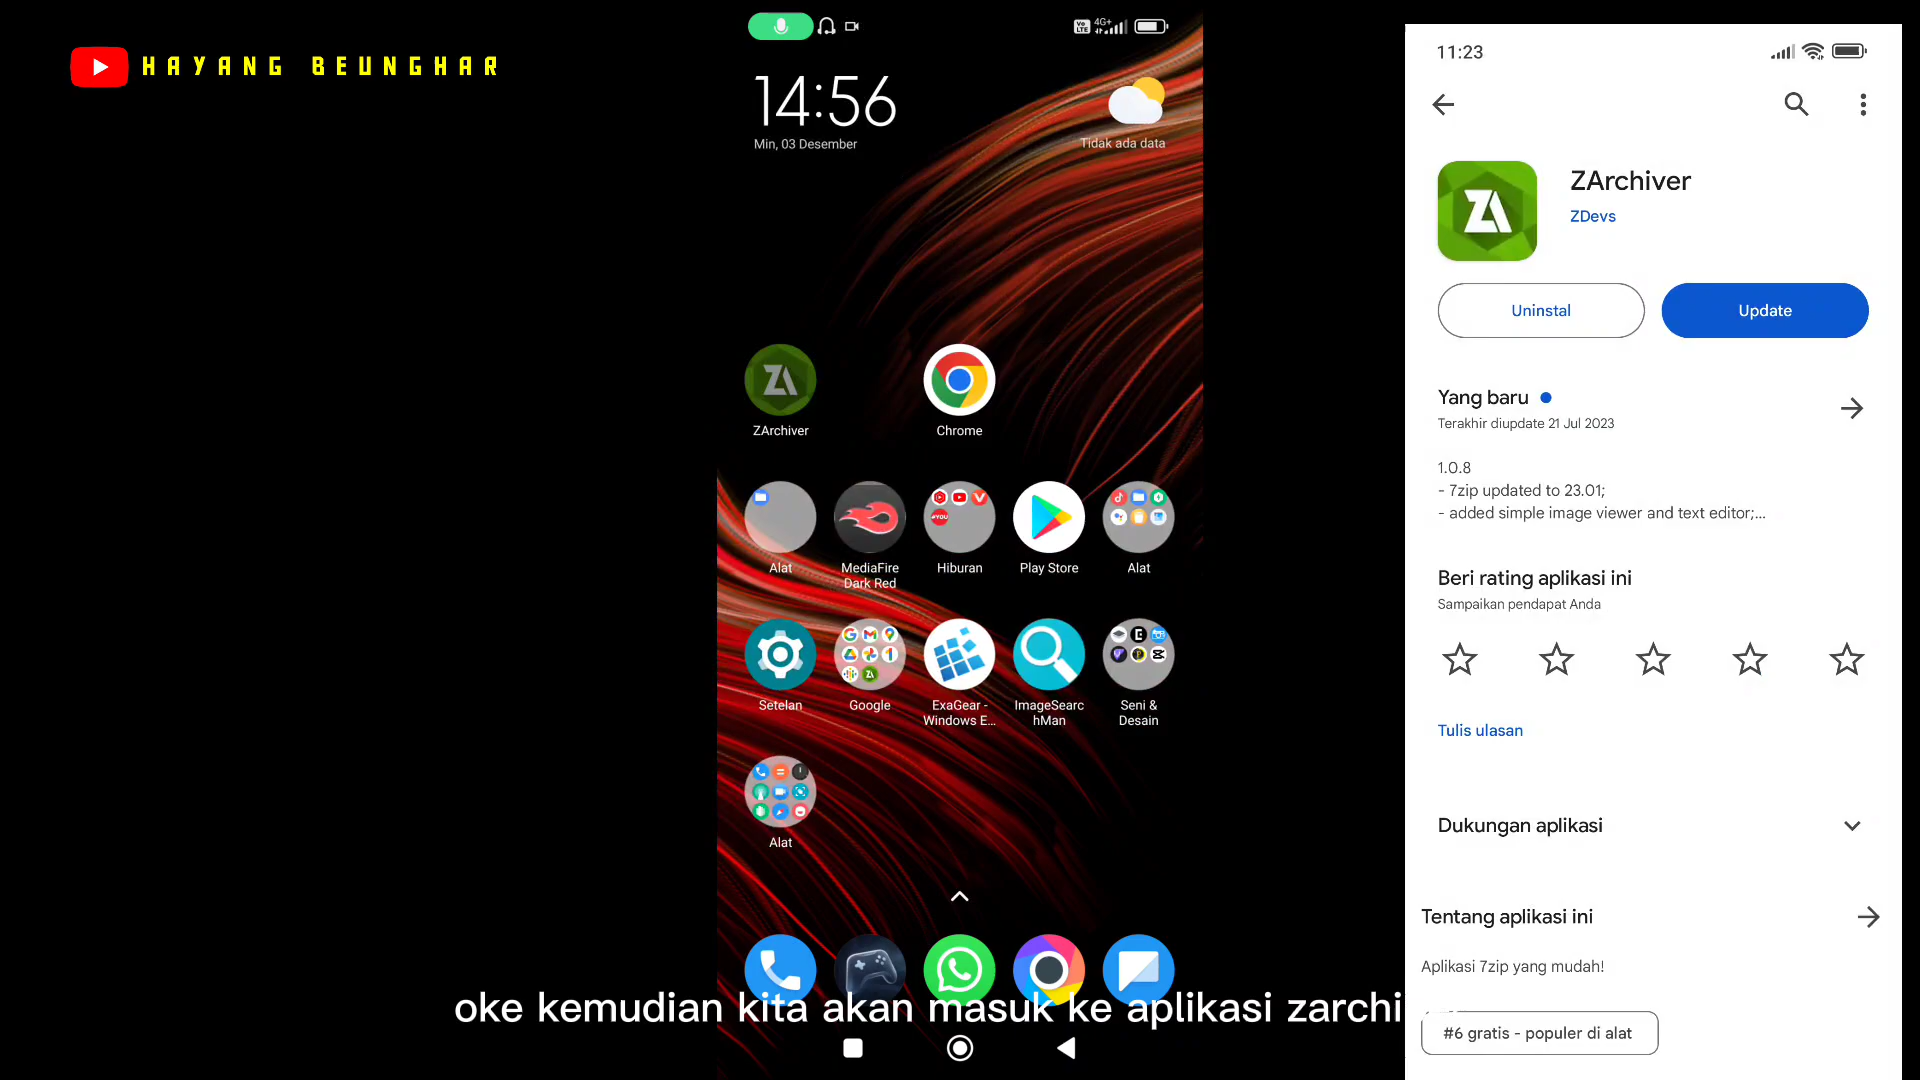 HAYANG BEUNGHAR
4G+
14:56
Min, 03 Desember
Tidak ada data
ZArchiver
Chrome
Alat
MediaFire
Dark Red
Hiburan
Play Store
Alat
Setelan
Google
ExaGear -
Windows E...
ImageSearc
hMan
Seni &
Desain
Alat
oke kemudian kita akan masuk ke aplikasi zarchi
11:23
ZArchiver
ZDevs
Uninstal
Update
Yang baru
Terakhir diupdate 21 Jul 2023
1.0.8
- 7zip updated to 23.01;
- added simple image viewer and text editor;...
Beri rating aplikasi ini
Sampaikan pendapat Anda
Tulis ulasan
Dukungan aplikasi
Tentang aplikasi ini
Aplikasi 7zip yang mudah!
#6 gratis - populer di alat